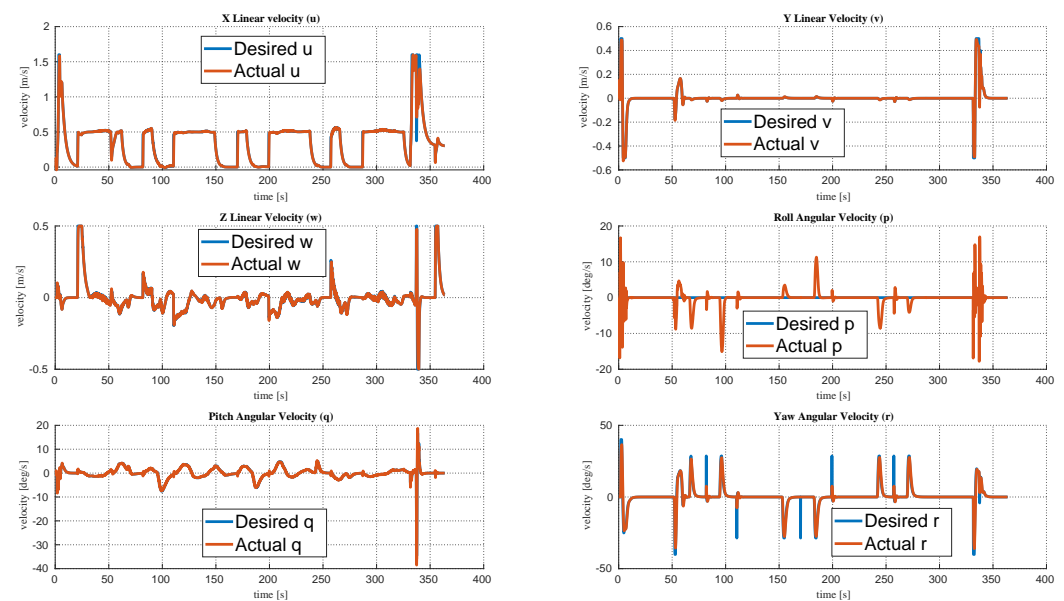 X Linear velocity (u)
2
1.5
1
0.5
0
velocity [m/s]
Desired u
Actual u
0 50 100 150 200 250 300 350 400
time [s]
Y Linear Velocity (v)
0.6
0.4
0.2
0
-0.2
-0.4
-0.6
velocity [m/s]
Desired v
Actual v
0 50 100 150 200 250 300 350 400
time [s]
Z Linear Velocity (w)
0.5
0
-0.5
velocity [m/s]
Desired w
Actual w
0 50 100 150 200 250 300 350 400
time [s]
Roll Angular Velocity (p)
20
10
0
-10
-20
velocity [deg/s]
Desired p
Actual p
0 50 100 150 200 250 300 350 400
time [s]
Pitch Angular Velocity (q)
20
10
0
-10
-20
-30
-40
velocity [deg/s]
Desired q
Actual q
0 50 100 150 200 250 300 350 400
time [s]
Yaw Angular Velocity (r)
50
0
-50
velocity [deg/s]
Desired r
Actual r
0 50 100 150 200 250 300 350 400
time [s]